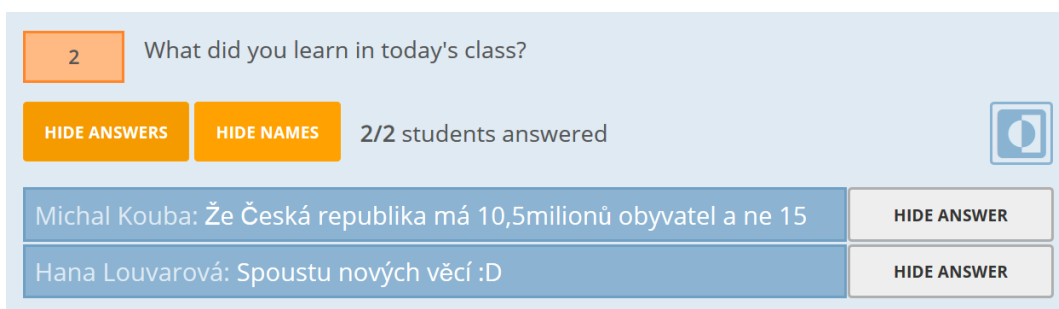 2 What did you learn in today's class?
HIDE ANSWERS HIDE NAMES 2/2 students answered
Michal Kouba: Že Česká republika má 10,5milionů obyvatel a ne 15 HIDE ANSWER
Hana Louvarová: Spoustu nových věcí :D HIDE ANSWER